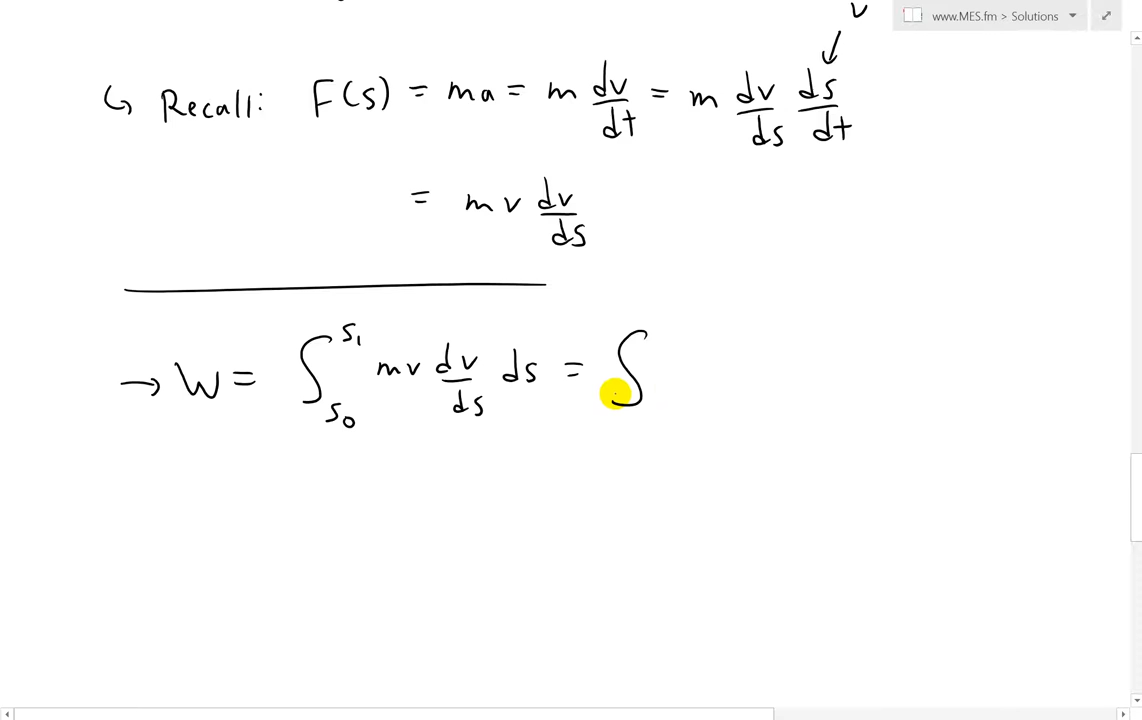 v
www.MES.fm > Solutions
↳ Recall: F(s) = ma = m dv/dt = m dv/ds ds/dt
= m v dv/ds
→ W = ∫ₛ₀^s₁ mv dv/ds ds = ∫